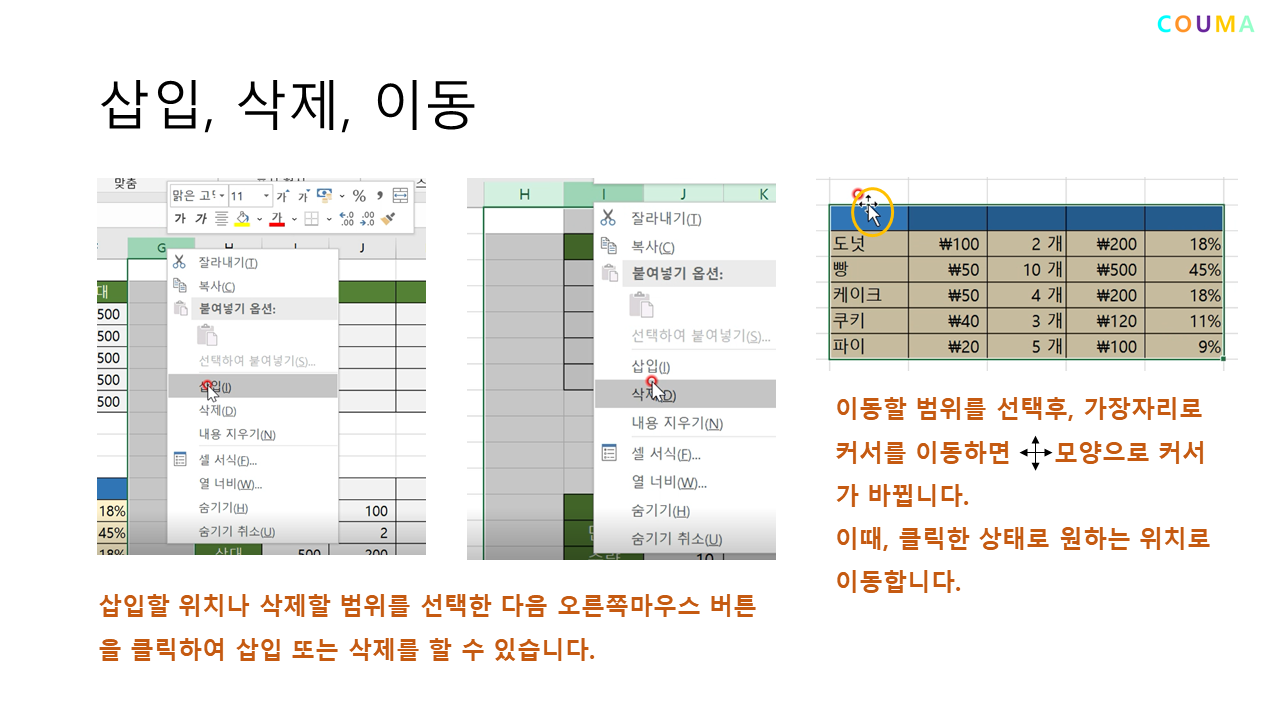 COUMA
삽입, 삭제, 이동
맞춤
맑은 고딕 11 가 가 %
가 가 가
G H I J
잘라내기(T)
복사(C)
붙여넣기 옵션:
선택하여 붙여넣기(S)...
삽입(I)
삭제(D)
내용 지우기(N)
셀 서식(F)...
열 너비(W)...
숨기기(H)
숨기기 취소(U)
대
500
500
500
500
500
18%
45%
18%
100
2
상대 500 200
H I J K
잘라내기(T)
복사(C)
붙여넣기 옵션:
선택하여 붙여넣기(S)...
삽입(I)
삭제(D)
내용 지우기(N)
셀 서식(F)...
열 너비(W)...
숨기기(H)
숨기기 취소(U)
10
도넛 ₩100 2 개 ₩200 18%
빵 ₩50 10 개 ₩500 45%
케이크 ₩50 4 개 ₩200 18%
쿠키 ₩40 3 개 ₩120 11%
파이 ₩20 5 개 ₩100 9%
삽입할 위치나 삭제할 범위를 선택한 다음 오른쪽마우스 버튼
을 클릭하여 삽입 또는 삭제를 할 수 있습니다.
이동할 범위를 선택후, 가장자리로
커서를 이동하면 모양으로 커서
가 바뀝니다.
이때, 클릭한 상태로 원하는 위치로
이동합니다.